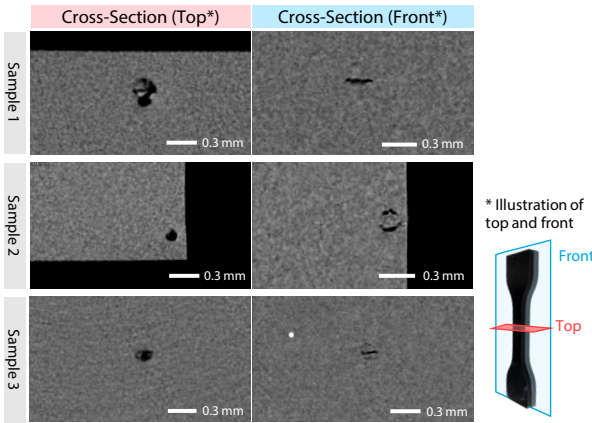 Cross-Section (Top*)
Cross-Section (Front*)
Sample 1
0.3 mm
0.3 mm
Sample 2
0.3 mm
0.3 mm
* Illustration of
top and front
Front
Top
Sample 3
0.3 mm
0.3 mm